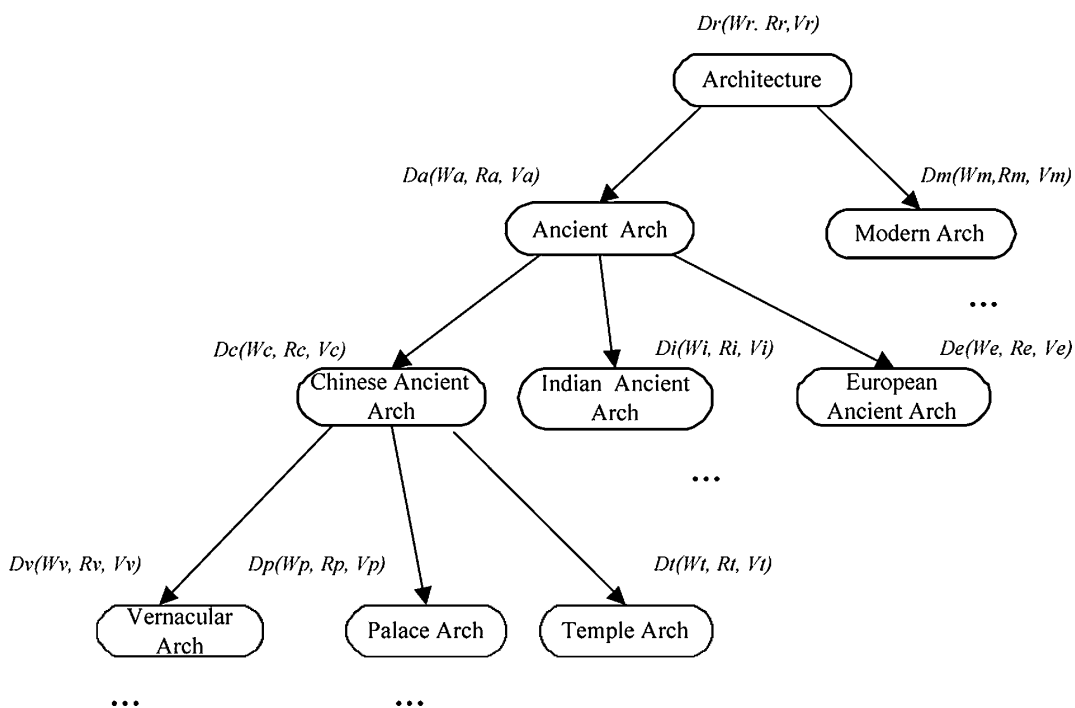 Dr(Wr. Rr,Vr)
Architecture
Da(Wa, Ra, Va)
Dm(Wm,Rm, Vm)
Ancient Arch
Modern Arch
...
Dc(Wc, Rc, Vc)
Di(Wi, Ri, Vi)
De(We, Re, Ve)
Chinese Ancient
Arch
Indian Ancient
Arch
European
Ancient Arch
...
Dv(Wv, Rv, Vv)
Dp(Wp, Rp, Vp)
Dt(Wt, Rt, Vt)
Vernacular
Arch
Palace Arch
Temple Arch
...
...